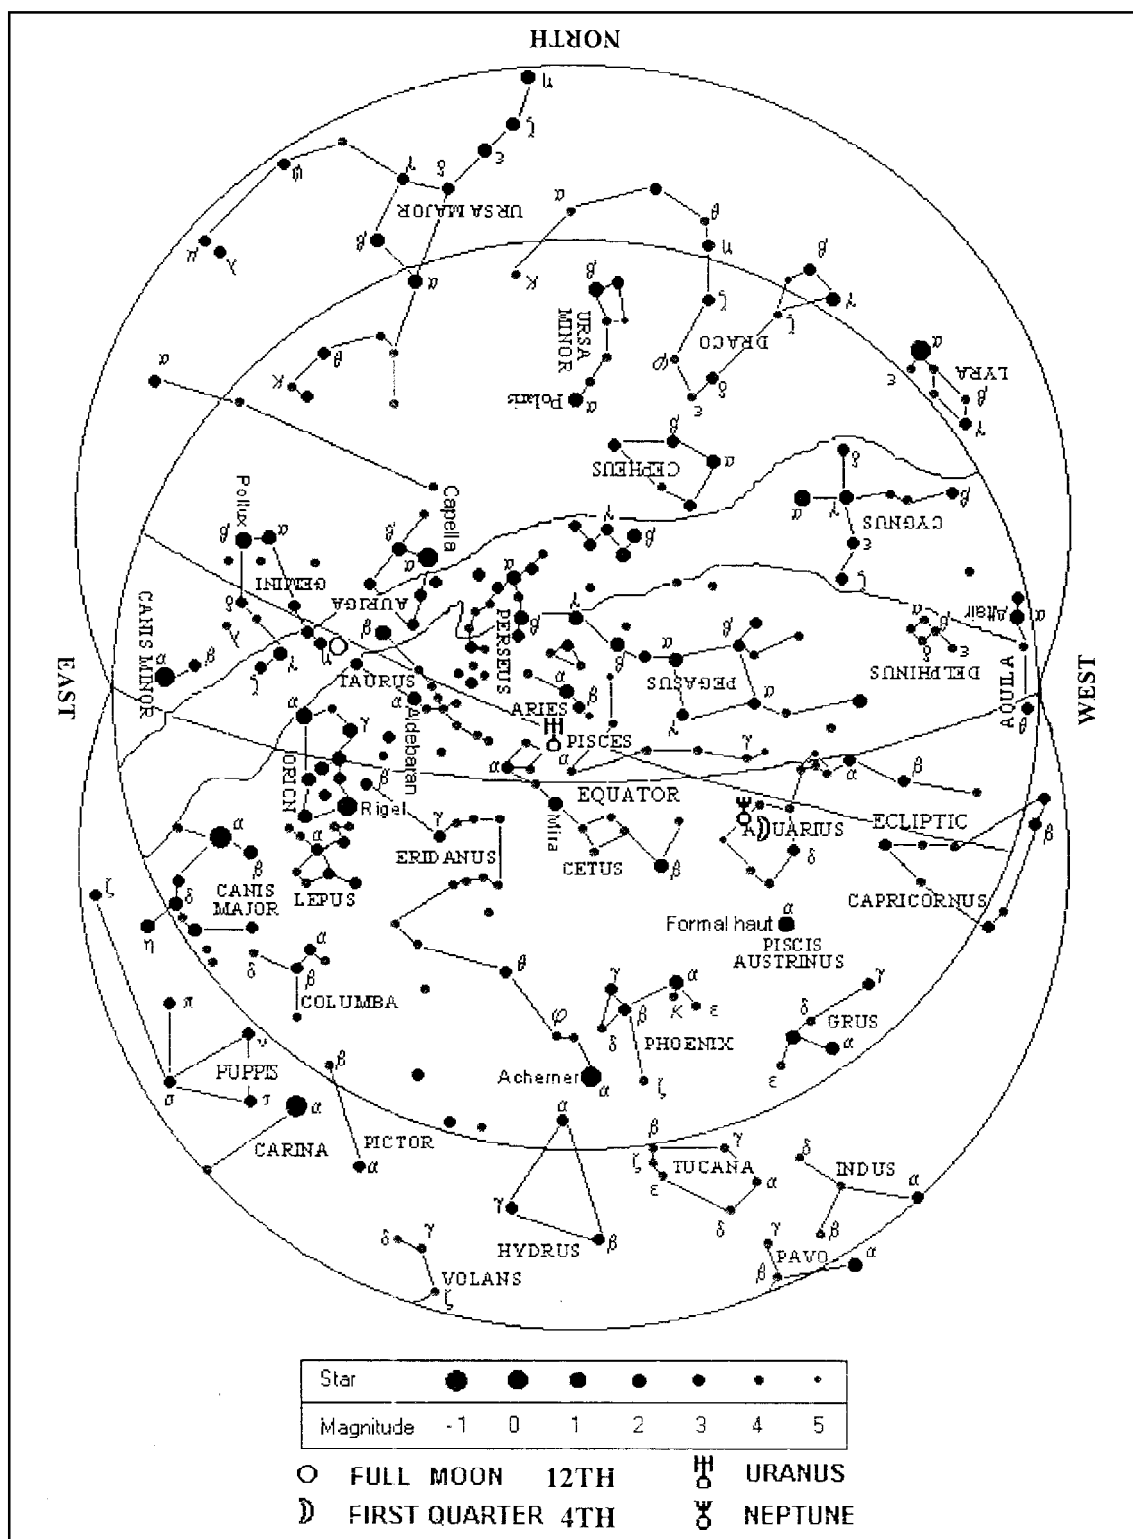 NORTH
η
ζ
ε
ψ γ δ
URSA MAJOR
α
θ
μ λ β
α
κ
η
β
β
γ
ζ
ζ
URSA MINOR
DRACO
φ
δ
ε
α
ε
LYRA
β
γ
α
θ
κ
Polaris α
β
CEPHEUS
α
δ
α
γ
CYGNUS
β
ε
ζ
Pollux
β α
Capella
β
α
γ
β
GEMINI
AURIGA
α
PERSEUS
β
γ
δ
λ
η
γ
ζ
β
α
β
DELPHINUS
Altair
α
AQUILA
θ
CANIS MINOR
α β
EAST
WEST
TAURUS
α
Aldebaran
ARIES
α
β
β
α
PEGASUS
α
γ
PISCES
α
γ
ORION
α
γ
Rigel
β
α
EQUATOR
Mira
γ
ERIDANUS
CETUS
β
AQUARIUS
α
β
δ
ECLIPTIC
β
CAPRICORNUS
α
β
CANIS MAJOR
δ
η
ζ
α
LEPUS
Formalhaut
α
PISCIS AUSTRINUS
δ
α
β
COLUMBA
θ
φ
γ
α
β
κ
ε
δ
PHOENIX
ζ
γ
δ
GRUS
α
ε
π
ν
PUPPIS
σ
τ
β
Acherner
α
α
CARINA
PICTOR
α
α
γ
HYDRUS
β
β
γ
ζ
TUCANA
ε
α
δ
δ
INDUS
α
β
δ
γ
VOLANS
ζ
γ
PAVO
α
β
Star
Magnitude -1 0 1 2 3 4 5
FULL MOON 12TH
URANUS
FIRST QUARTER 4TH
NEPTUNE